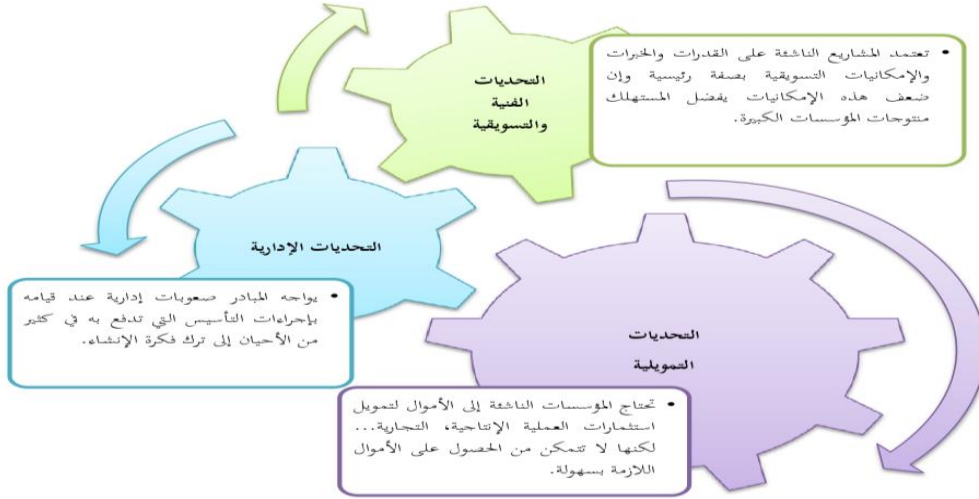 التحديات
الفنية
والتسويقية
• تعتمد المشاريع الناشئة على القدرات والخبرات
والإمكانيات التسويقية بصفة رئيسية وإن
ضعف هذه الإمكانيات يفضل المستهلك
منتوجات المؤسسات الكبيرة.
التحديات الإدارية
• يواجه المبادر صعوبات إدارية عند قيامه
بإجراءات التأسيس التي تدفع به في كثير
من الأحيان إلى ترك فكرة الإنشاء.
التحديات
التمويلية
• تحتاج المؤسسات الناشئة إلى الأموال لتمويل
استثمارات العملية الإنتاجية، التجارية...
لكنها لا تتمكن من الحصول على الأموال
اللازمة بسهولة.